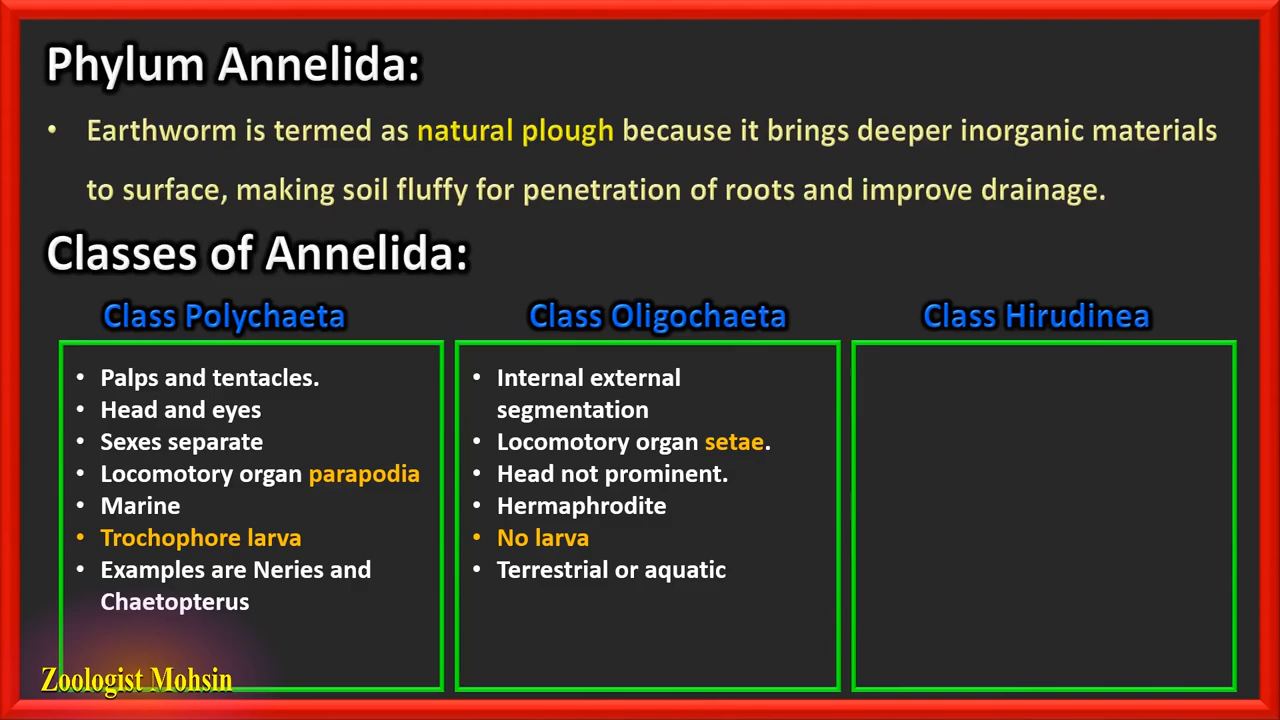 Phylum Annelida:
• Earthworm is termed as natural plough because it brings deeper inorganic materials
to surface, making soil fluffy for penetration of roots and improve drainage.
Classes of Annelida:
Class Polychaeta
• Palps and tentacles.
• Head and eyes
• Sexes separate
• Locomotory organ parapodia
• Marine
• Trochophore larva
• Examples are Neries and
Chaetopterus
Class Oligochaeta
• Internal external
segmentation
• Locomotory organ setae.
• Head not prominent.
• Hermaphrodite
• No larva
• Terrestrial or aquatic
Class Hirudinea
Zoologist Mohsin